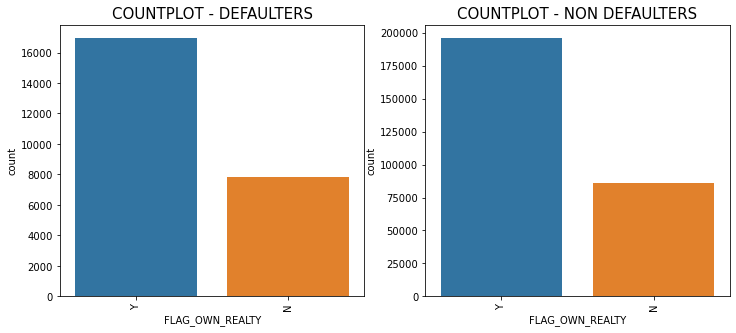 COUNTPLOT - DEFAULTERS
16000
14000
12000
10000
8000
6000
4000
2000
0
count
Y
N
FLAG_OWN_REALTY
COUNTPLOT - NON DEFAULTERS
200000
175000
150000
125000
100000
75000
50000
25000
0
count
Y
N
FLAG_OWN_REALTY